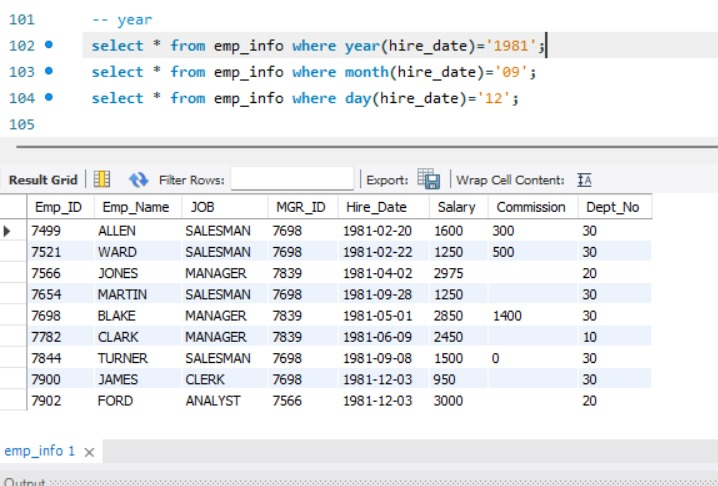 101 -- year
102 select * from emp_info where year(hire_date)='1981';
103 select * from emp_info where month(hire_date)='09';
104 select * from emp_info where day(hire_date)='12';
105
Result Grid Filter Rows: Export: Wrap Cell Content: IA
Emp_ID Emp_Name JOB MGR_ID Hire_Date Salary Commission Dept_No
7499 ALLEN SALESMAN 7698 1981-02-20 1600 300 30
7521 WARD SALESMAN 7698 1981-02-22 1250 500 30
7566 JONES MANAGER 7839 1981-04-02 2975 20
7654 MARTIN SALESMAN 7698 1981-09-28 1250 30
7698 BLAKE MANAGER 7839 1981-05-01 2850 1400 30
7782 CLARK MANAGER 7839 1981-06-09 2450 10
7844 TURNER SALESMAN 7698 1981-09-08 1500 0 30
7900 JAMES CLERK 7698 1981-12-03 950 30
7902 FORD ANALYST 7566 1981-12-03 3000 20
emp_info 1
Output